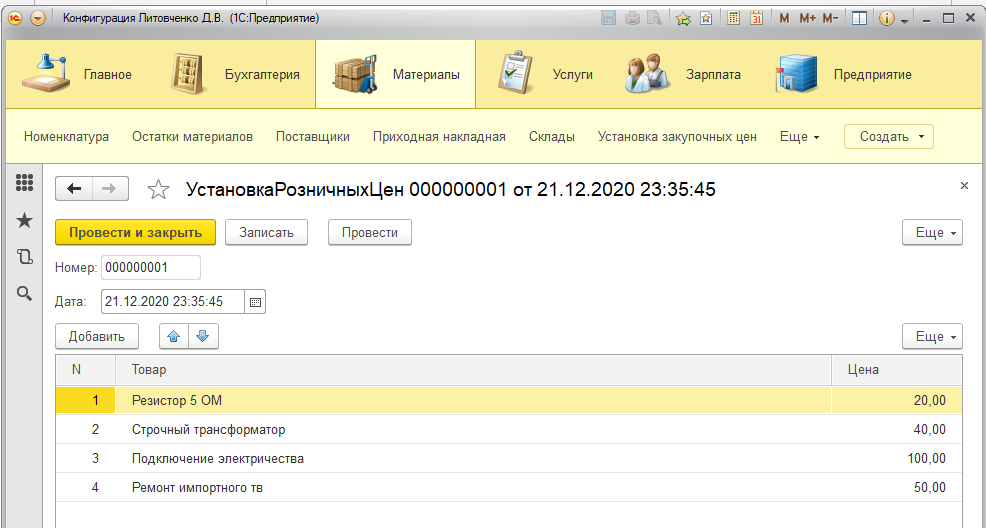 Конфигурация Литовченко Д.В. (1С:Предприятие)
M M+ M-
Главное Бухгалтерия Материалы Услуги Зарплата Предприятие
Номенклатура Остатки материалов Поставщики Приходная накладная Склады Установка закупочных цен Еще Создать
УстановкаРозничныхЦен 000000001 от 21.12.2020 23:35:45
Провести и закрыть Записать Провести Еще
Номер: 000000001
Дата: 21.12.2020 23:35:45
Добавить Еще
N Товар Цена
1 Резистор 5 ОМ 20,00
2 Строчный трансформатор 40,00
3 Подключение электричества 100,00
4 Ремонт импортного тв 50,00